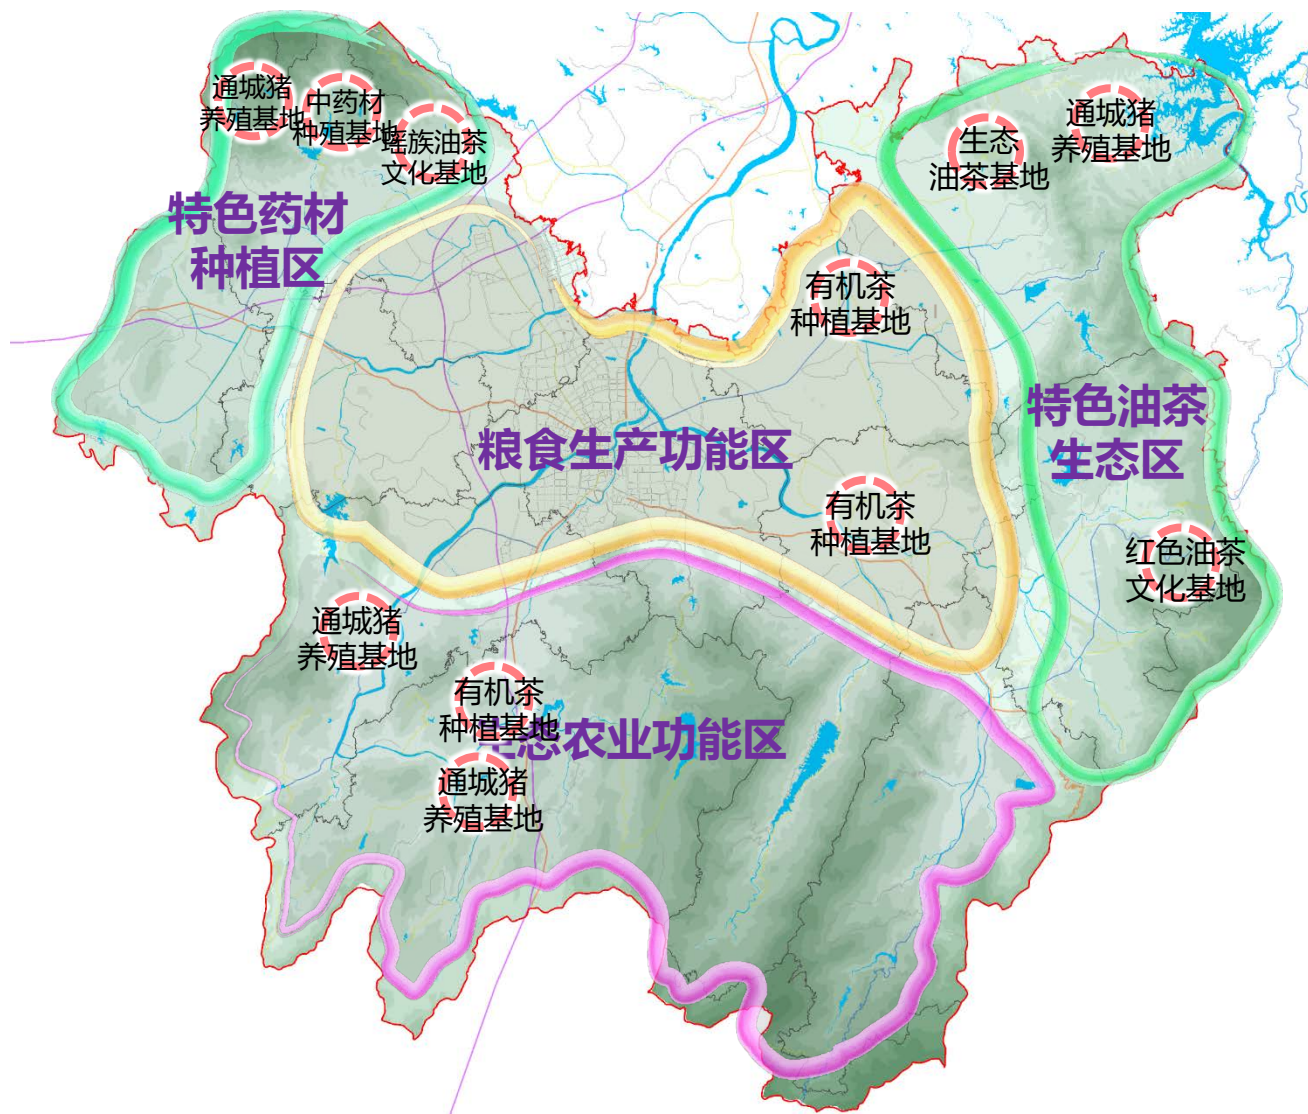 通城猪
养殖基地
中药材
种殖基地
瑶族油茶
文化基地
特色药材
种植区
生态
油茶基地
通城猪
养殖基地
有机茶
种植基地
粮食生产功能区
特色油茶
生态区
有机茶
种植基地
红色油茶
文化基地
通城猪
养殖基地
有机茶
种植基地
生态农业功能区
通城猪
养殖基地